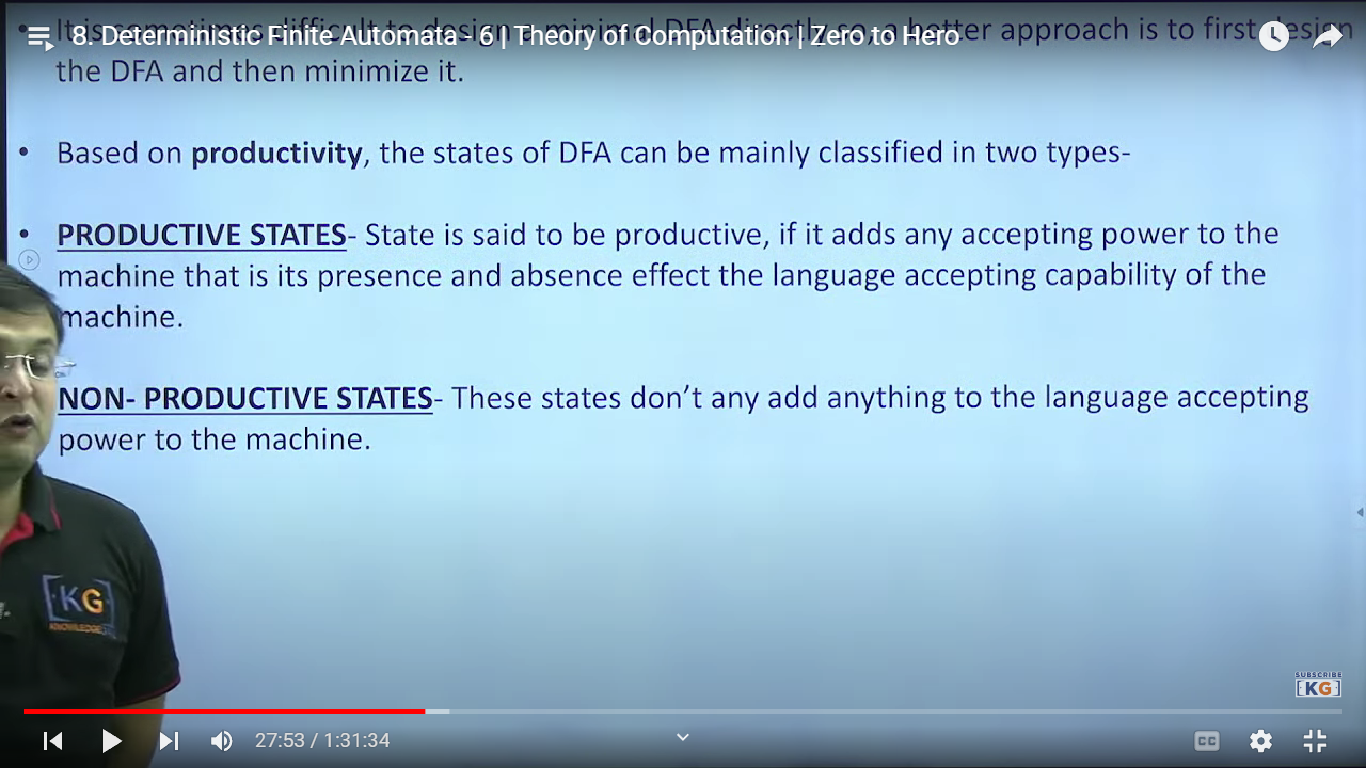 It is sometimes difficult to design a minimal DFA directly so, a better approach is to first design
8. Deterministic Finite Automata - 6 | Theory of Computation | Zero to Hero
the DFA and then minimize it.
• Based on productivity, the states of DFA can be mainly classified in two types-
• PRODUCTIVE STATES- State is said to be productive, if it adds any accepting power to the
machine that is its presence and absence effect the language accepting capability of the
machine.
NON- PRODUCTIVE STATES- These states don’t any add anything to the language accepting
power to the machine.
KG
SUBSCRIBE
KG
27:53 / 1:31:34
CC